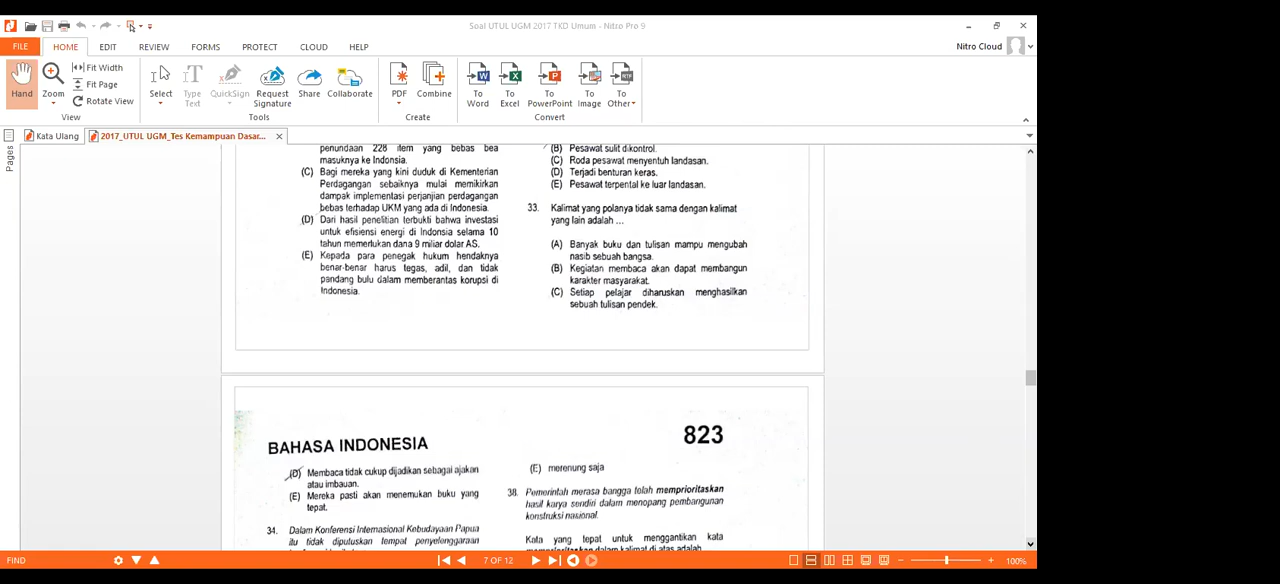 Soal UTUL UGM 2017 TKD Umum - Nitro Pro 9
FILE HOME EDIT REVIEW FORMS PROTECT CLOUD HELP
Nitro Cloud
Hand
Zoom
Fit Width
Fit Page
Rotate View
View
Select
Type Text
QuickSign
Request Signature
Share
Collaborate
Tools
PDF
Combine
Create
To Word
To Excel
To PowerPoint
To Image
To Other
Convert
Kata Ulang
2017_UTUL UGM_Tes Kemampuan Dasar...
Pages
penundaan 228 item yang bebas bea
masuknya ke Indonsia.
(C) Bagi mereka yang kini duduk di Kementerian
Perdagangan sebaiknya mulai memikirkan
dampak implementasi perjanjian perdagangan
bebas terhadap UKM yang ada di Indonesia.
(D) Dari hasil penelitian terbukti bahwa investasi
untuk efisiensi energi di Indonsia selama 10
tahun memerlukan dana 9 miliar dolar AS.
(E) Kepada para penegak hukum hendaknya
benar-benar harus tegas, adil, dan tidak
pandang bulu dalam memberantas korupsi di
Indonesia.
(B) Pesawat sulit dikontrol.
(C) Roda pesawat menyentuh landasan.
(D) Terjadi benturan keras.
(E) Pesawat terpental ke luar landasan.
33. Kalimat yang polanya tidak sama dengan kalimat
yang lain adalah ...
(A) Banyak buku dan tulisan mampu mengubah
nasib sebuah bangsa.
(B) Kegiatan membaca akan dapat membangun
karakter masyarakat.
(C) Setiap pelajar diharuskan menghasilkan
sebuah tulisan pendek.
BAHASA INDONESIA
823
(D) Membaca tidak cukup dijadikan sebagai ajakan
atau imbauan.
(E) Mereka pasti akan menemukan buku yang
tepat.
34. Dalam Konferensi Internasional Kebudayaan Papua
itu tidak diputuskan tempat penyelenggaraan
(E) merenung saja
38. Pemerintah merasa bangga telah memprioritaskan
hasil karya sendiri dalam menopang pembangunan
konstruksi nasional.
Kata yang tepat untuk menggantikan kata
memprioritaskan dalam kalimat di atas adalah
FIND
7 OF 12
100%